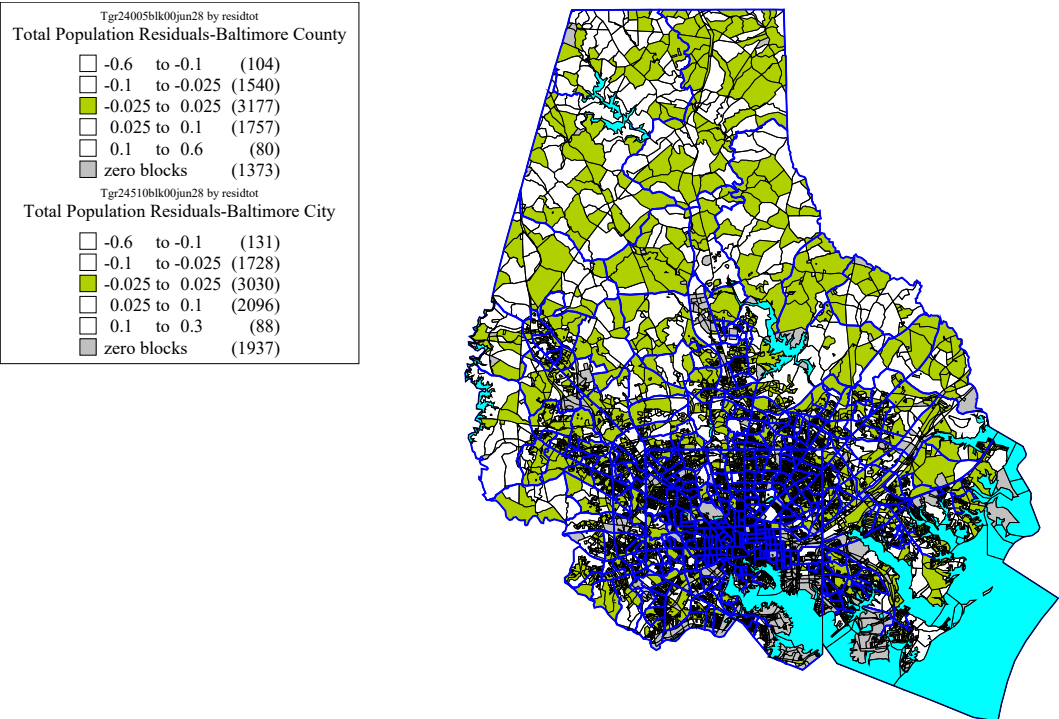 Tgr24005blk00jun28 by residtot
Total Population Residuals-Baltimore County
-0.6 to -0.1 (104)
-0.1 to -0.025 (1540)
-0.025 to 0.025 (3177)
0.025 to 0.1 (1757)
0.1 to 0.6 (80)
zero blocks (1373)
Tgr24510blk00jun28 by residtot
Total Population Residuals-Baltimore City
-0.6 to -0.1 (131)
-0.1 to -0.025 (1728)
-0.025 to 0.025 (3030)
0.025 to 0.1 (2096)
0.1 to 0.3 (88)
zero blocks (1937)